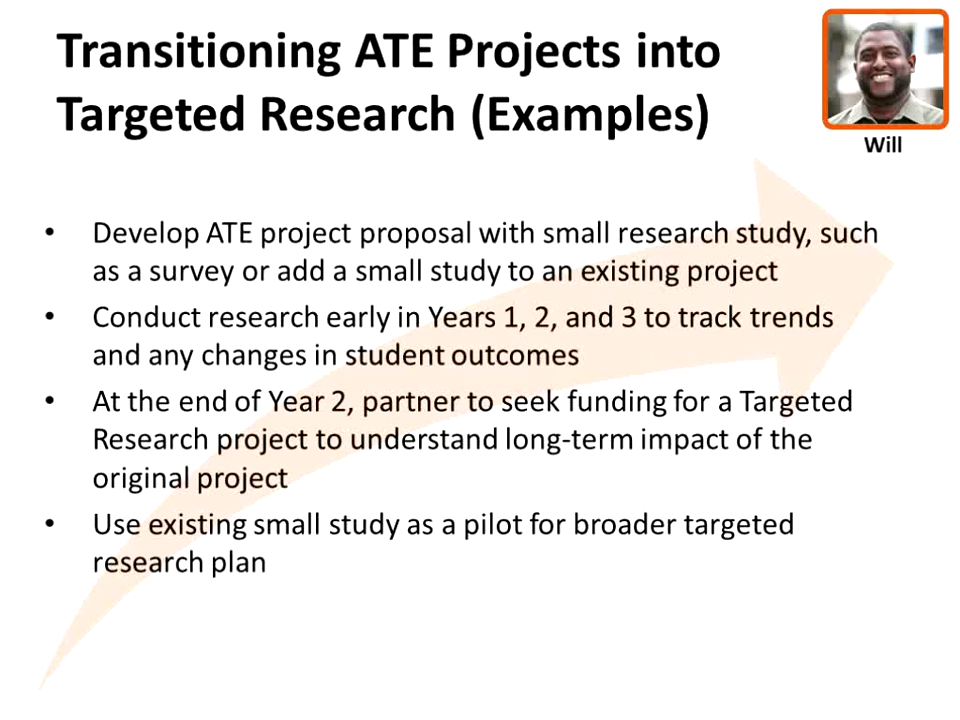 Transitioning ATE Projects into
Targeted Research (Examples)
Will
• Develop ATE project proposal with small research study, such
as a survey or add a small study to an existing project
• Conduct research early in Years 1, 2, and 3 to track trends
and any changes in student outcomes
• At the end of Year 2, partner to seek funding for a Targeted
Research project to understand long-term impact of the
original project
• Use existing small study as a pilot for broader targeted
research plan